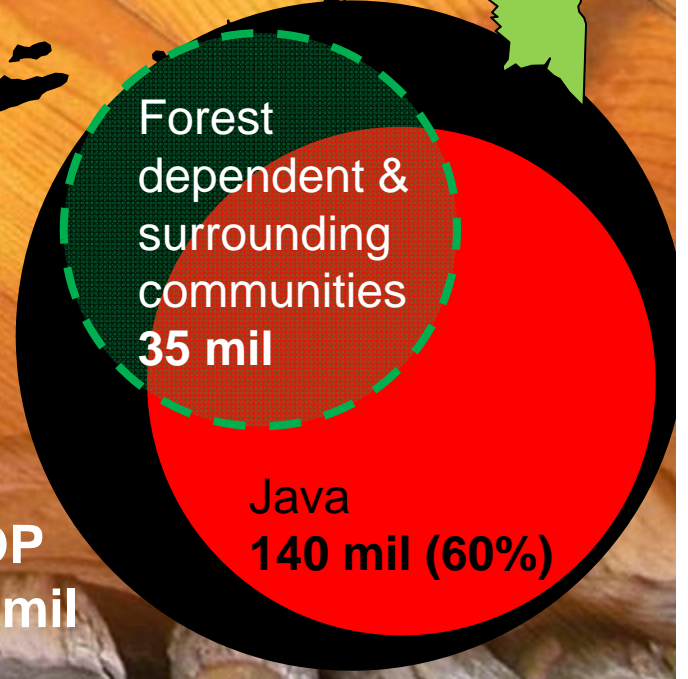 Forest
dependent &
surrounding
communities
35 mil
Java
140 mil (60%)
mil